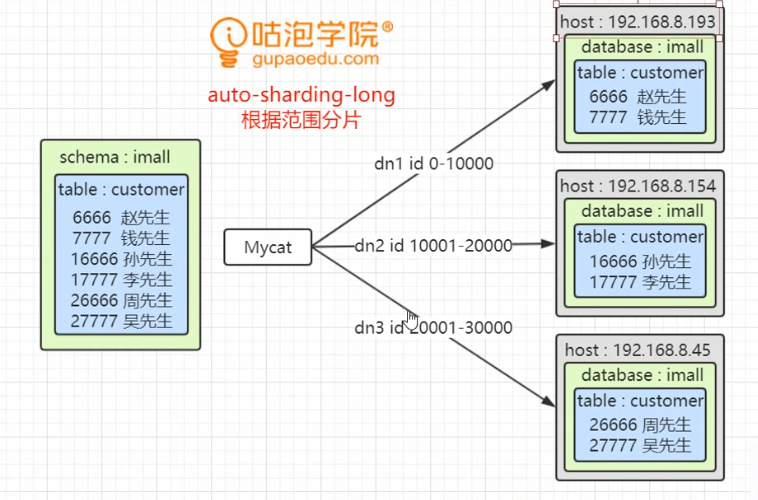 咕泡学院®
gupaoedu.com
auto-sharding-long
根据范围分片
schema : imall
table : customer
6666 赵先生
7777 钱先生
16666 孙先生
17777 李先生
26666 周先生
27777 吴先生
Mycat
dn1 id 0-10000
dn2 id 10001-20000
dn3 id 20001-30000
host : 192.168.8.193
database : imall
table : customer
6666 赵先生
7777 钱先生
host : 192.168.8.154
database : imall
table : customer
16666 孙先生
17777 李先生
host : 192.168.8.45
database : imall
table : customer
26666 周先生
27777 吴先生